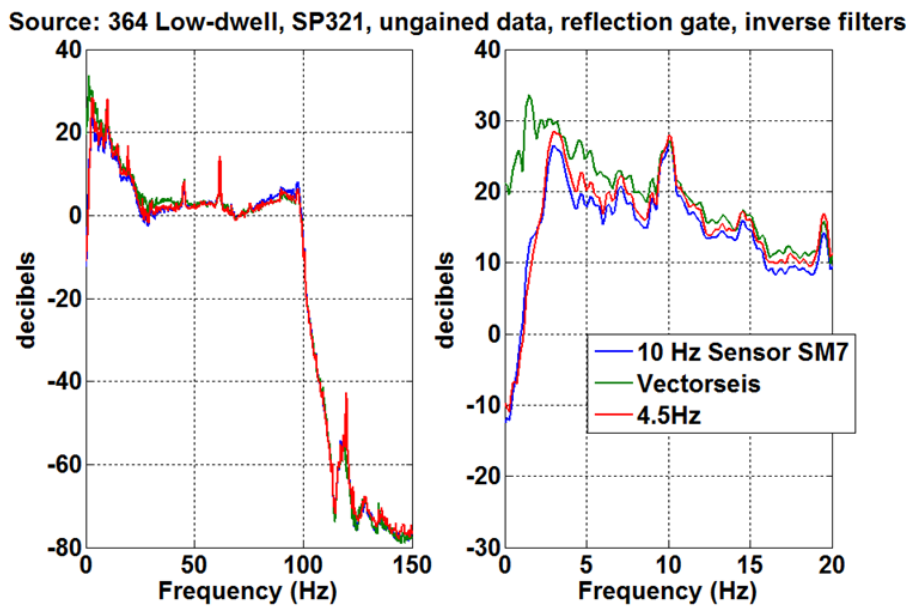 Source: 364 Low-dwell, SP321, ungained data, reflection gate, inverse filters
40
20
0
-20
-40
-60
-80
decibels
0 50 100 150
Frequency (Hz)
40
30
20
10
0
-10
-20
-30
decibels
0 5 10 15 20
Frequency (Hz)
10 Hz Sensor SM7
Vectorseis
4.5Hz